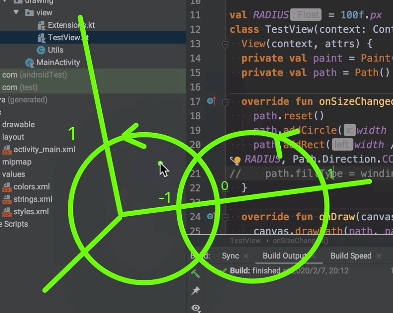 drawing
view
Extensions.kt
TestView.kt
Utils
MainActivity
com (androidTest)
com (test)
(generated)
drawable
layout
activity_main.xml
mipmap
values
colors.xml
strings.xml
styles.xml
Scripts
11 val RADIUS : Float = 100f.px
12 class TestView(context: Cont
13 View(context, attrs) {
14 private val paint = Paint(
15 private val path = Path()
17 override fun onSizeChanged
18 path.reset()
19 path.addCircle( x: width
20 path.addRect( left: width /
RADIUS, Path.Direction.CC
// path.fillType = windin
22
23 }
24 override fun onDraw(canvas
25 canvas.drawPath(path, pa
TestView › onSizeChanged()
Build: Sync × Build Output × Build Speed ×
Build: finished at 2020/2/7, 20:12
1
-1
0
1